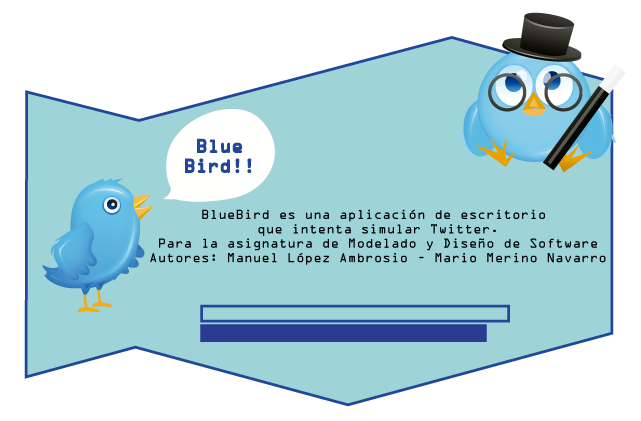 Blue
Bird!!
BlueBird es una aplicación de escritorio
que intenta simular Twitter.
Para la asignatura de Modelado y Diseño de Software
Autores: Manuel López Ambrosio - Mario Merino Navarro